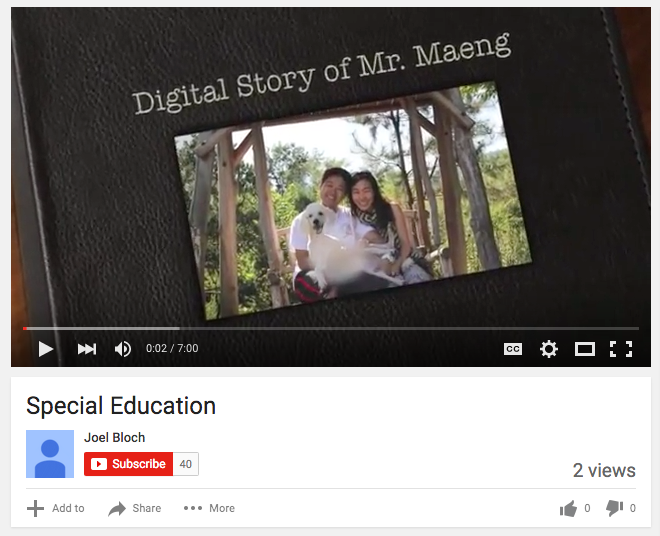 Digital Story of Mr. Maeng
0:02 / 7:00
CC
Special Education
Joel Bloch
Subscribe 40
2 views
Add to Share More 0 0